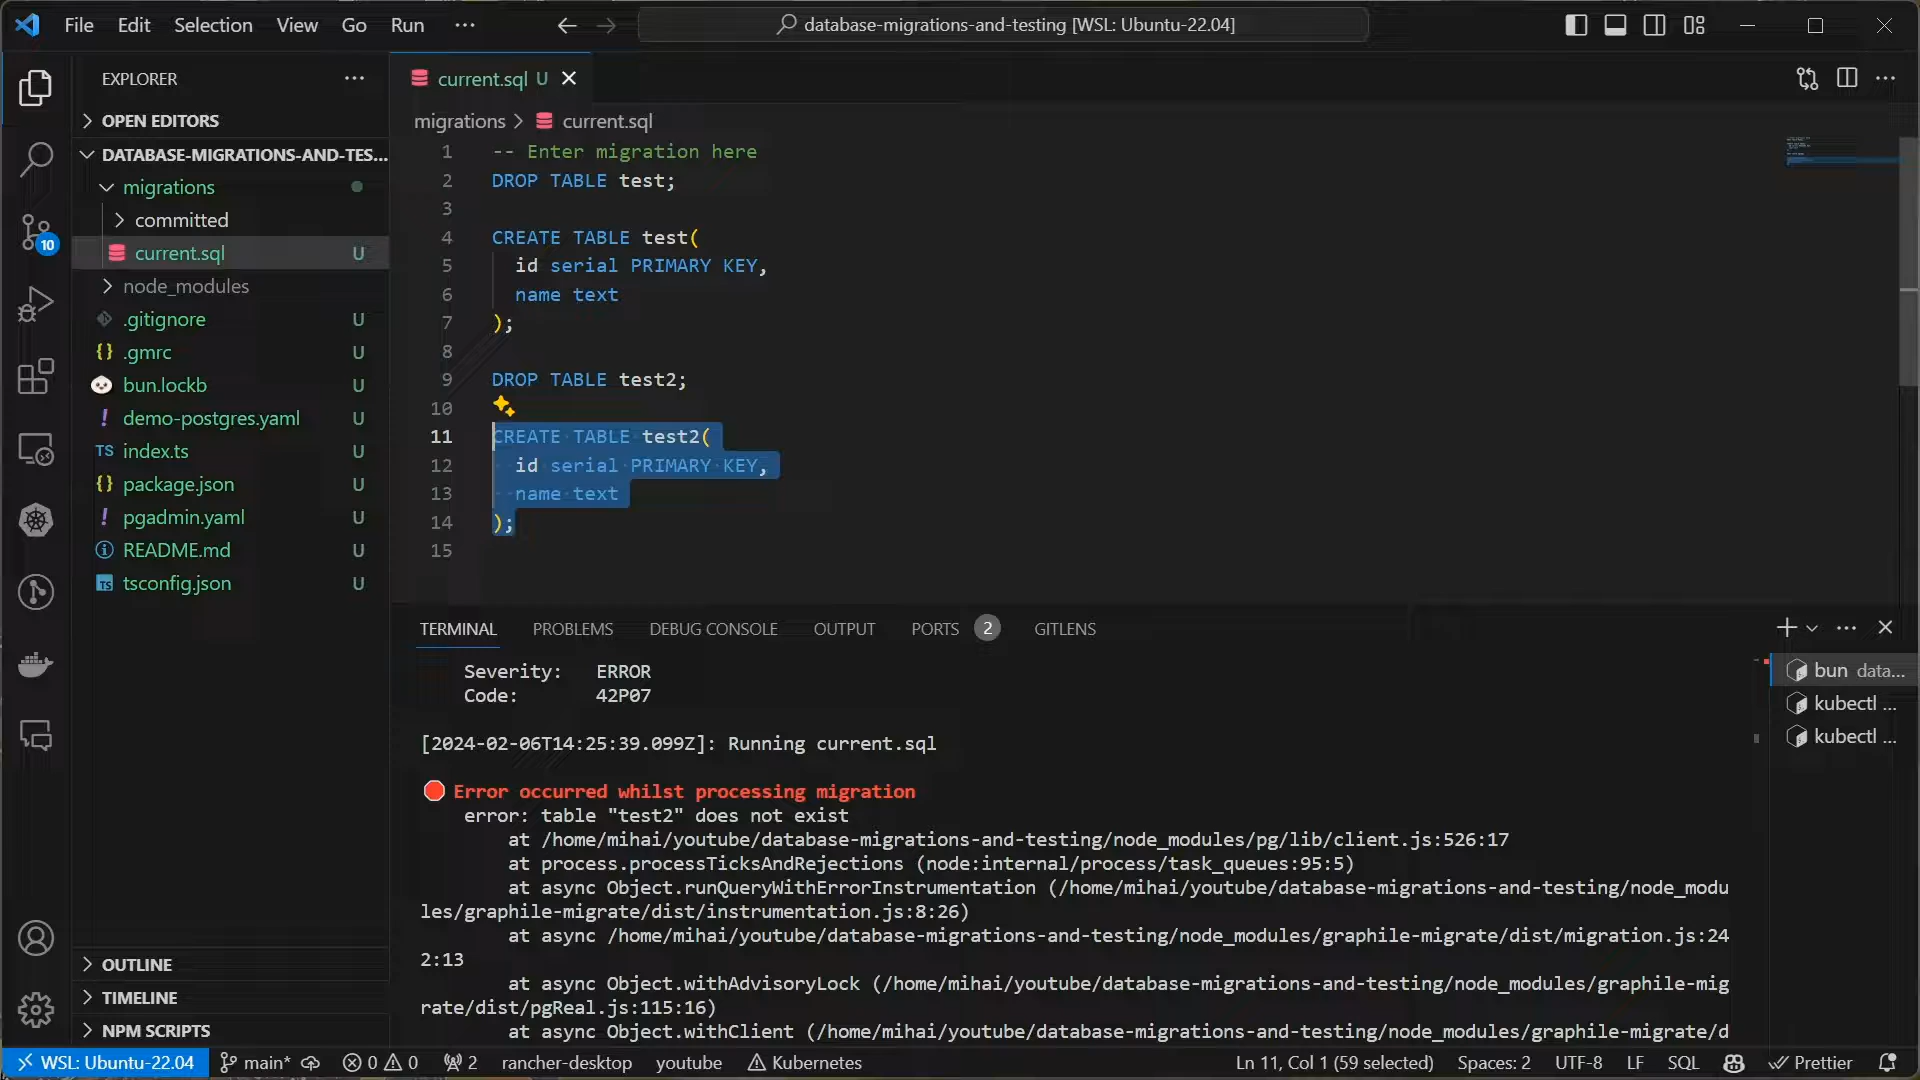 File Edit Selection View Go Run ··· database-migrations-and-testing [WSL: Ubuntu-22.04]
EXPLORER ···
OPEN EDITORS
DATABASE-MIGRATIONS-AND-TES...
migrations
committed
current.sql U
node_modules
.gitignore U
.gmrc U
bun.lockb U
demo-postgres.yaml U
TS index.ts U
package.json U
pgadmin.yaml U
README.md U
tsconfig.json U
10
OUTLINE
TIMELINE
NPM SCRIPTS
current.sql U
migrations > current.sql
1 -- Enter migration here
2 DROP TABLE test;
3
4 CREATE TABLE test(
5 id serial PRIMARY KEY,
6 name text
7 );
8
9 DROP TABLE test2;
10
11 CREATE TABLE test2(
12 id serial PRIMARY KEY,
13 name text
14 );
15
TERMINAL PROBLEMS DEBUG CONSOLE OUTPUT PORTS 2 GITLENS
Severity: ERROR
Code: 42P07
[2024-02-06T14:25:39.099Z]: Running current.sql
Error occurred whilst processing migration
error: table "test2" does not exist
at /home/mihai/youtube/database-migrations-and-testing/node_modules/pg/lib/client.js:526:17
at process.processTicksAndRejections (node:internal/process/task_queues:95:5)
at async Object.runQueryWithErrorInstrumentation (/home/mihai/youtube/database-migrations-and-testing/node_modu
les/graphile-migrate/dist/instrumentation.js:8:26)
at async /home/mihai/youtube/database-migrations-and-testing/node_modules/graphile-migrate/dist/migration.js:24
2:13
at async Object.withAdvisoryLock (/home/mihai/youtube/database-migrations-and-testing/node_modules/graphile-mig
rate/dist/pgReal.js:115:16)
at async Object.withClient (/home/mihai/youtube/database-migrations-and-testing/node_modules/graphile-migrate/d
bun data...
kubectl ...
kubectl ...
WSL: Ubuntu-22.04 main* 0 0 2 rancher-desktop youtube Kubernetes Ln 11, Col 1 (59 selected) Spaces: 2 UTF-8 LF SQL Prettier